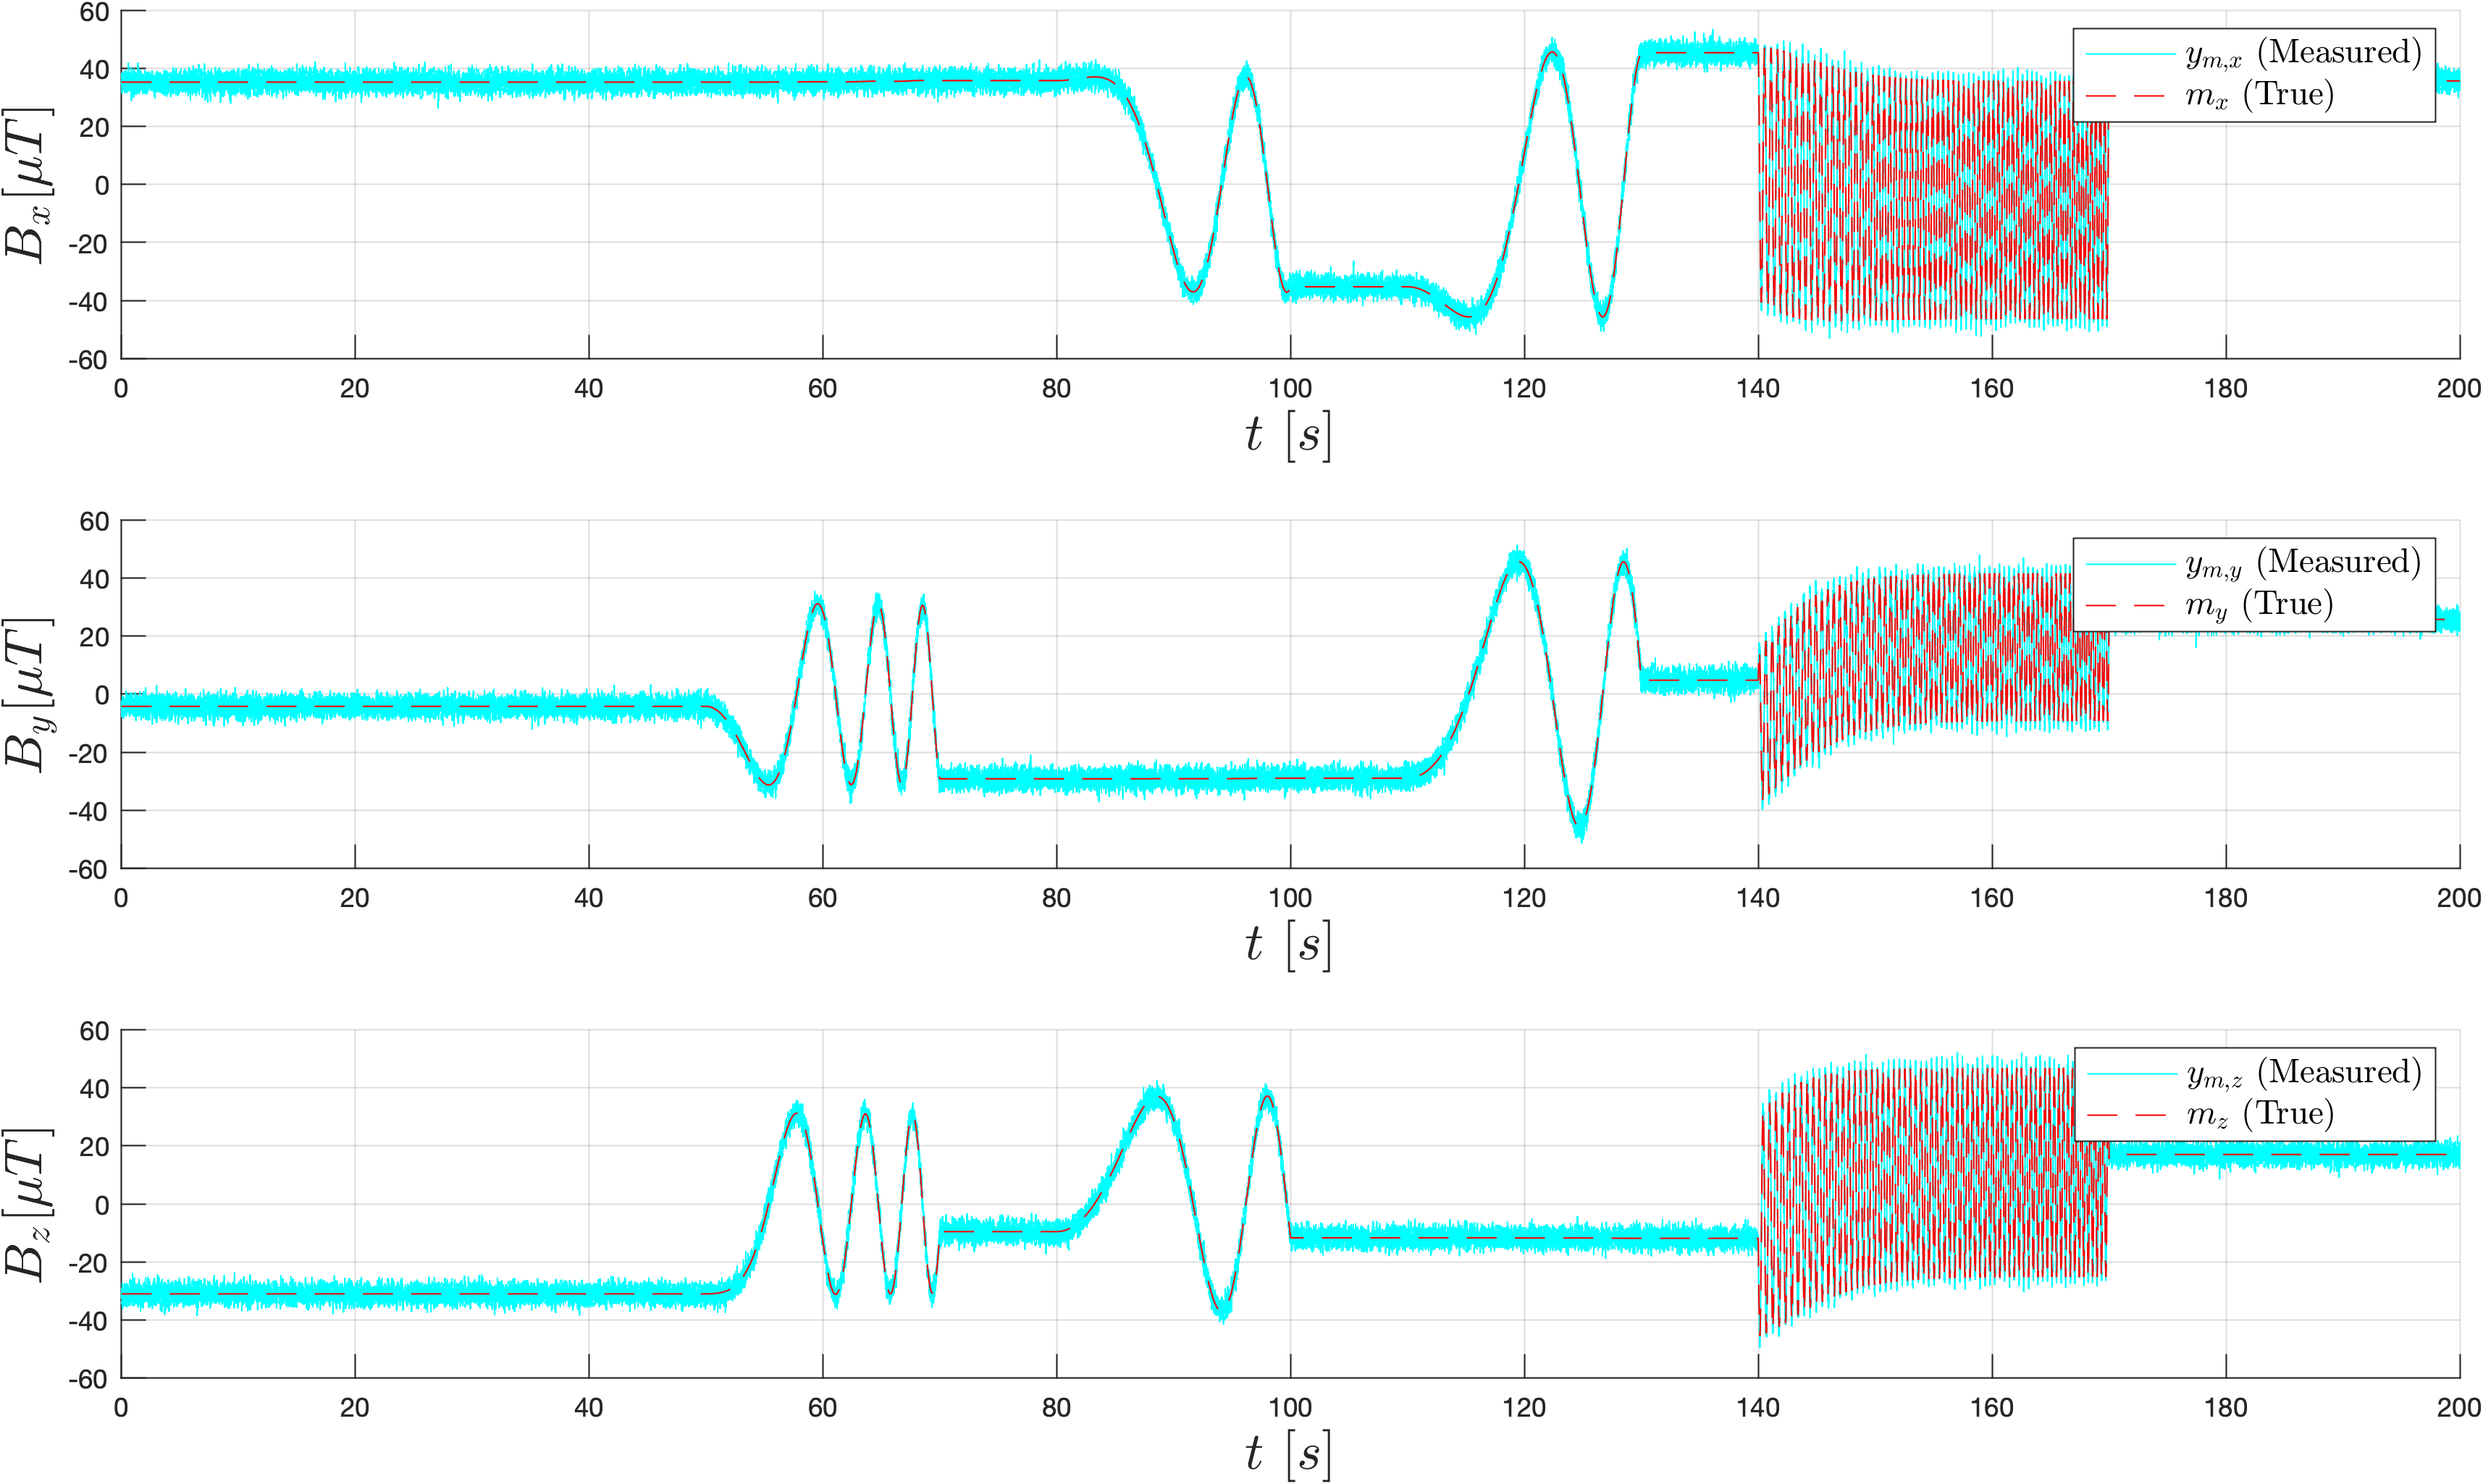 60
40
20
0
-20
-40
-60
B_x [μT]
y_{m,x} (Measured)
m_x (True)
0 20 40 60 80 100 120 140 160 180 200
t [s]
60
40
20
0
-20
-40
-60
B_y [μT]
y_{m,y} (Measured)
m_y (True)
0 20 40 60 80 100 120 140 160 180 200
t [s]
60
40
20
0
-20
-40
-60
B_z [μT]
y_{m,z} (Measured)
m_z (True)
0 20 40 60 80 100 120 140 160 180 200
t [s]